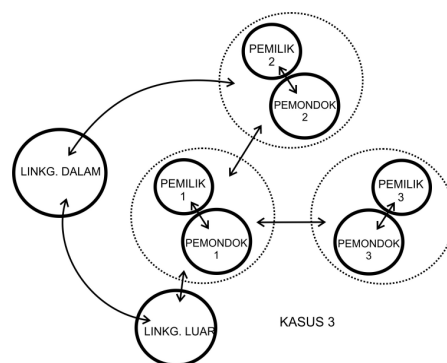 PEMILIK
2
PEMONDOK
2
LINKG. DALAM
PEMILIK
1
PEMONDOK
1
PEMILIK
3
PEMONDOK
3
LINKG. LUAR
KASUS 3